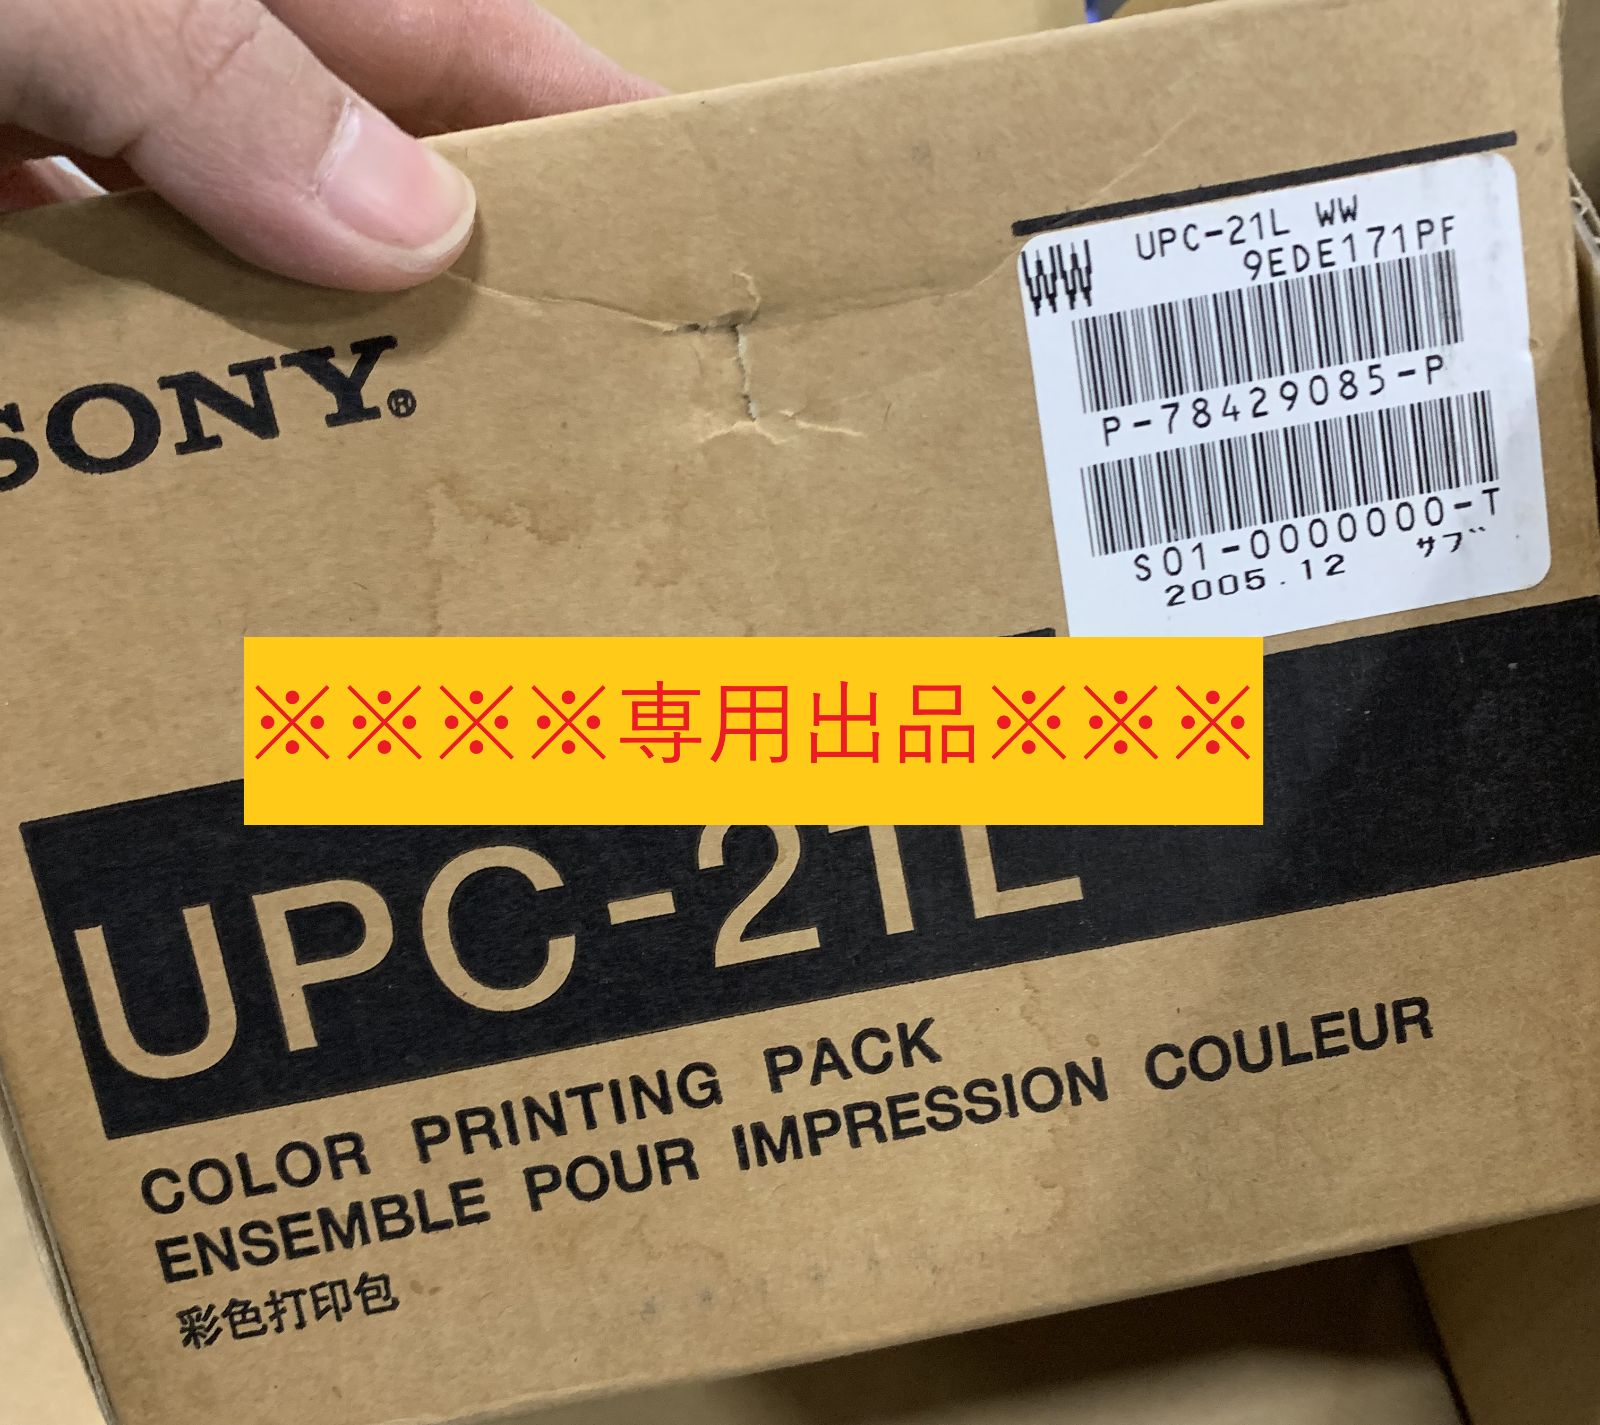 SONY®
WW UPC-21L WW
9EDE171PF
P-78429085-P
S01-0000000-T
2005.12 サブ
※※※※専用出品※※※
UPC-21L
COLOR PRINTING PACK
ENSEMBLE POUR IMPRESSION COULEUR
彩色打印包